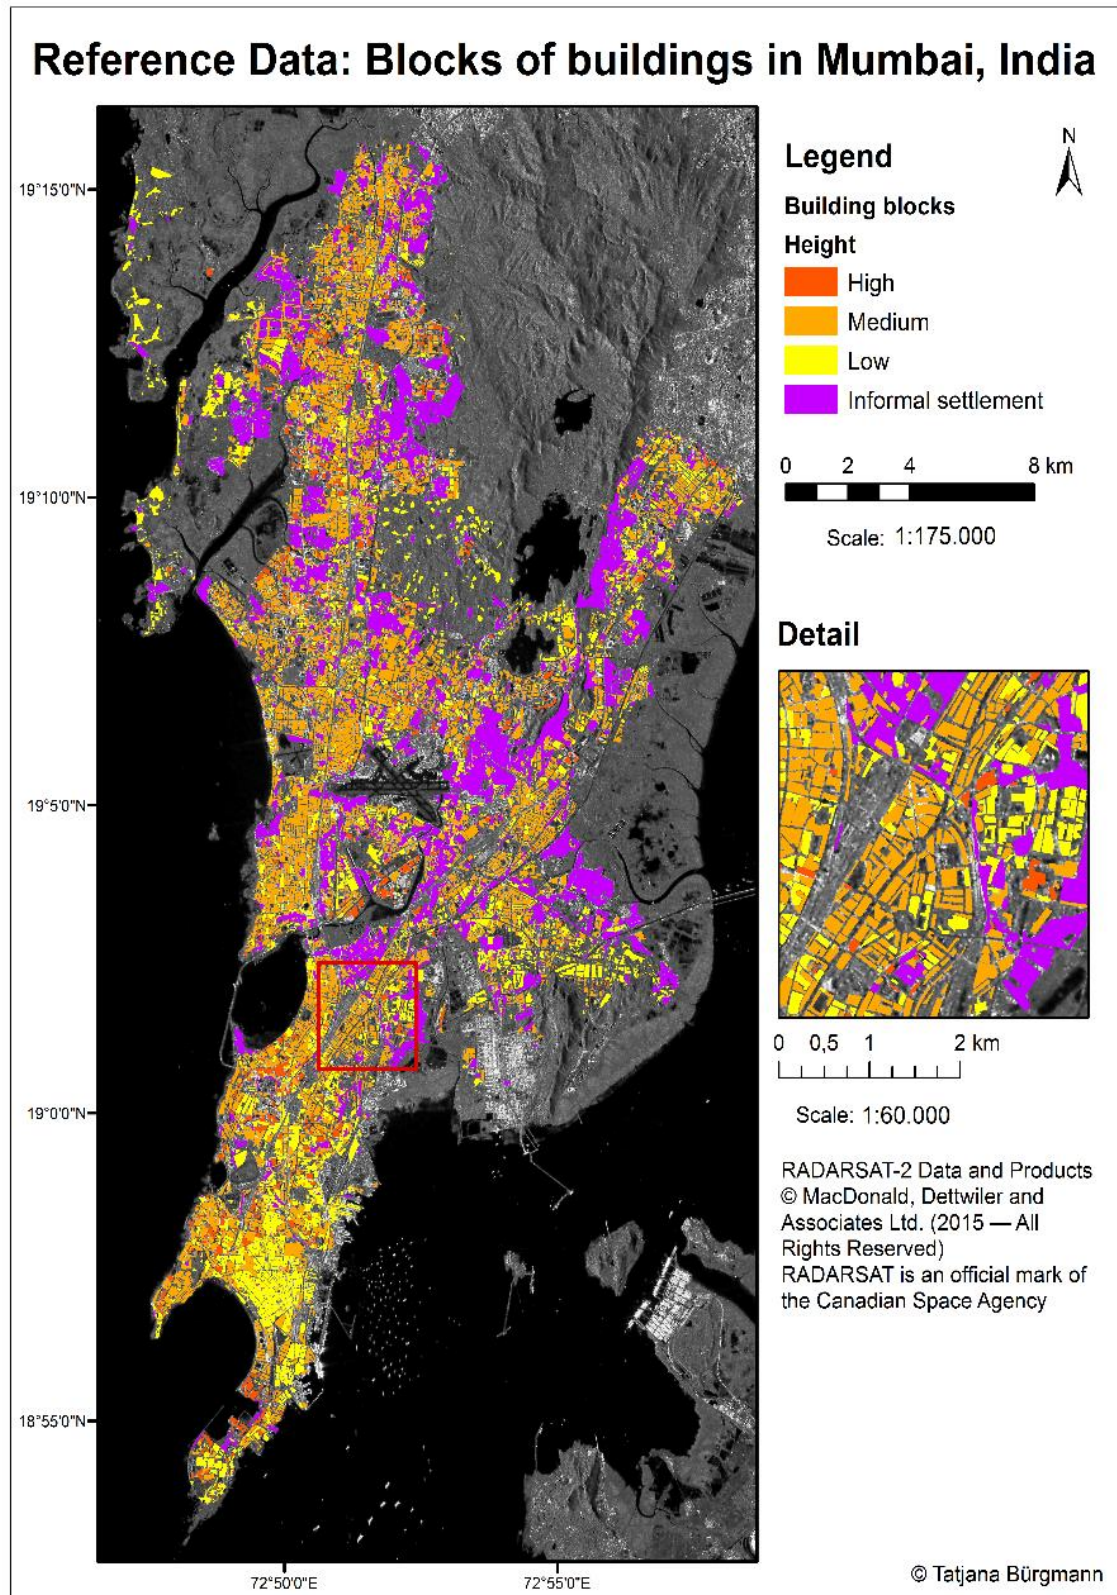 Reference Data: Blocks of buildings in Mumbai, India
19°15'0"N
19°10'0"N
19°5'0"N
19°0'0"N
18°55'0"N
72°50'0"E
72°55'0"E
N
Legend
Building blocks
Height
High
Medium
Low
Informal settlement
0 2 4 8 km
Scale: 1:175.000
Detail
0 0,5 1 2 km
Scale: 1:60.000
RADARSAT-2 Data and Products
© MacDonald, Dettwiler and
Associates Ltd. (2015 — All
Rights Reserved)
RADARSAT is an official mark of
the Canadian Space Agency
© Tatjana Bürgmann